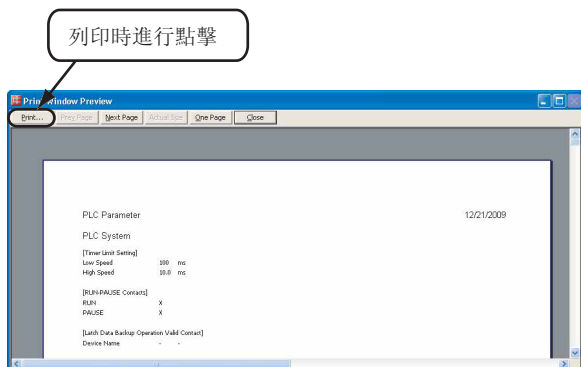 列印時進行點擊
Print Window Preview
Print... Prev Page Next Page Actual Size One Page Close
PLC Parameter 12/21/2009
PLC System
[Timer Limit Setting]
Low Speed 100 ms
High Speed 10.0 ms
[RUN-PAUSE Contacts]
RUN X
PAUSE X
[Latch Data Backup Operation Valid Contact]
Device Name - -